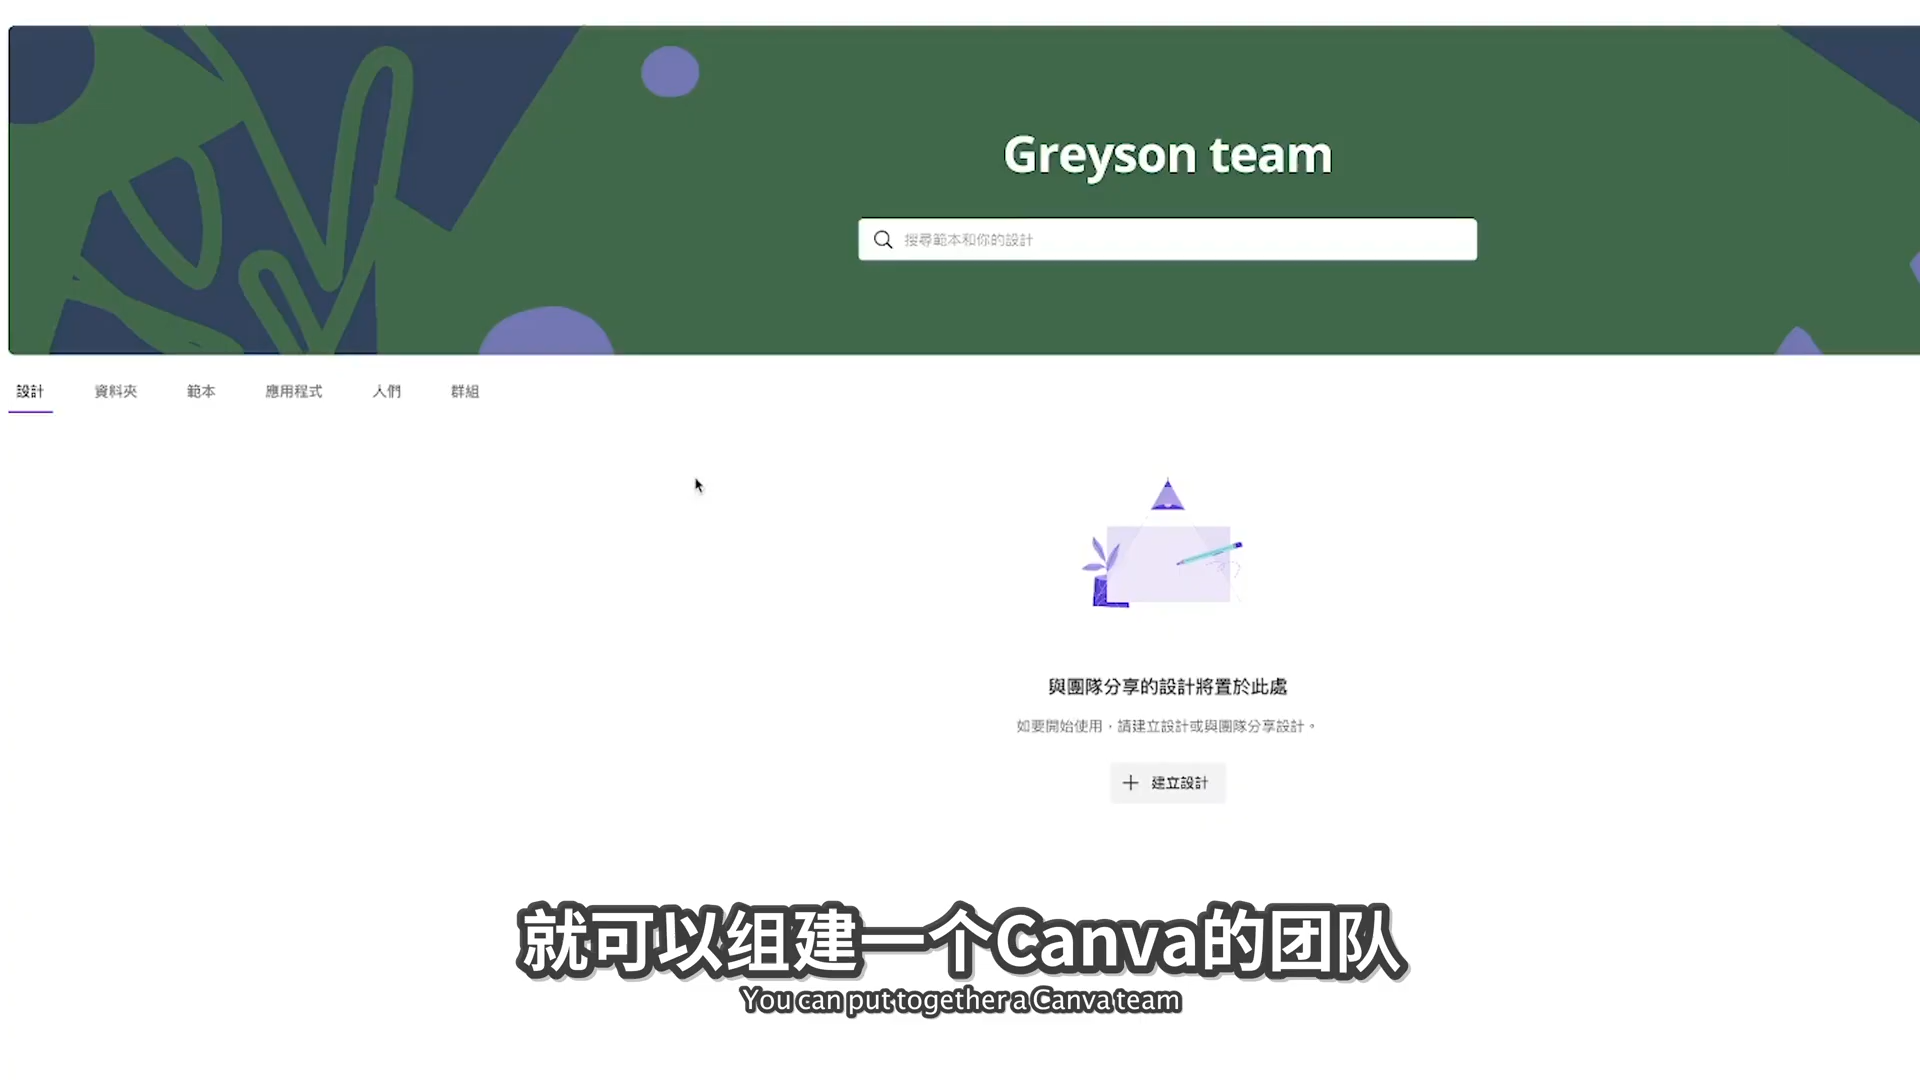 Greyson team
搜尋範本和你的設計
設計
資料夾
範本
應用程式
人們
群組
與團隊分享的設計將置於此處
如要開始使用，請建立設計或與團隊分享設計。
建立設計
就可以组建一个Canva的团队
You can put together a Canva team